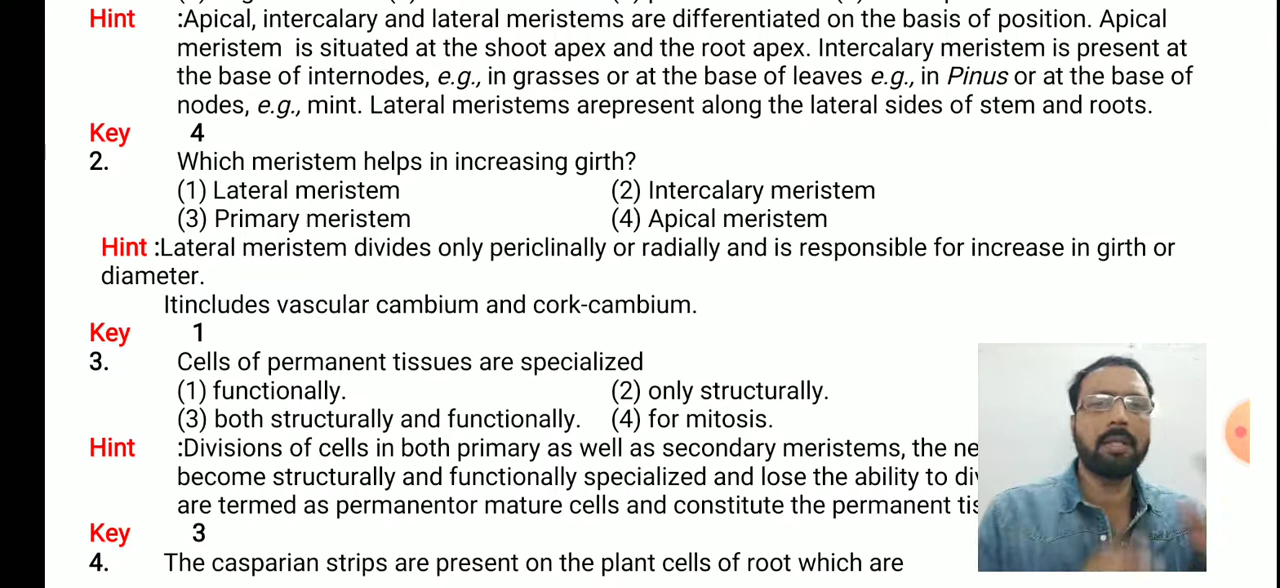 Hint :Apical, intercalary and lateral meristems are differentiated on the basis of position. Apical
meristem is situated at the shoot apex and the root apex. Intercalary meristem is present at
the base of internodes, e.g., in grasses or at the base of leaves e.g., in Pinus or at the base of
nodes, e.g., mint. Lateral meristems arepresent along the lateral sides of stem and roots.
Key 4
2. Which meristem helps in increasing girth?
(1) Lateral meristem (2) Intercalary meristem
(3) Primary meristem (4) Apical meristem
Hint :Lateral meristem divides only periclinally or radially and is responsible for increase in girth or
diameter.
Itincludes vascular cambium and cork-cambium.
Key 1
3. Cells of permanent tissues are specialized
(1) functionally. (2) only structurally.
(3) both structurally and functionally. (4) for mitosis.
Hint :Divisions of cells in both primary as well as secondary meristems, the
become structurally and functionally specialized and lose the ability to
are termed as permanentor mature cells and constitute the permanent
Key 3
4. The casparian strips are present on the plant cells of root which are